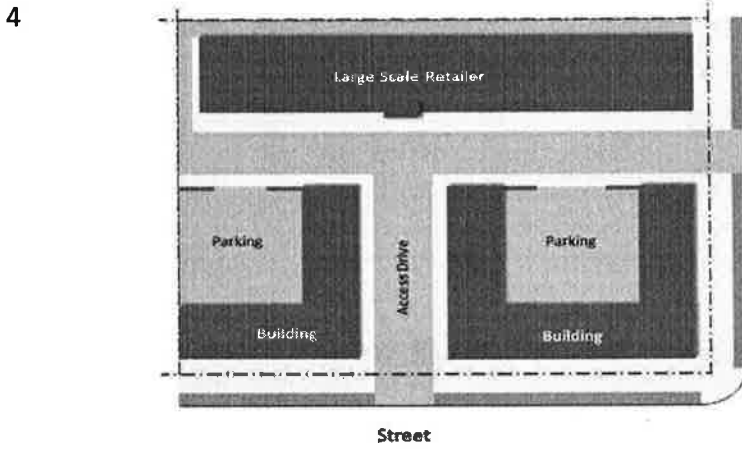 4
Large Scale Retailer
Parking
Parking
Access Drive
Building
Building
Street